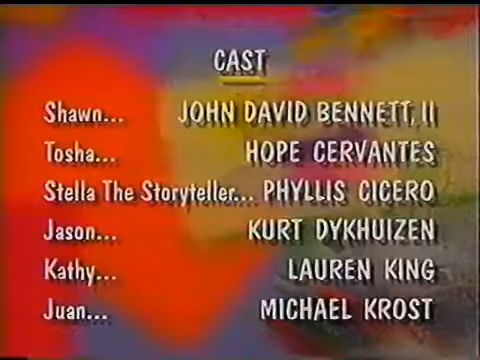 CAST
Shawn... JOHN DAVID BENNETT, II
Tosha... HOPE CERVANTES
Stella The Storyteller... PHYLLIS CICERO
Jason... KURT DYKHUIZEN
Kathy... LAUREN KING
Juan... MICHAEL KROST